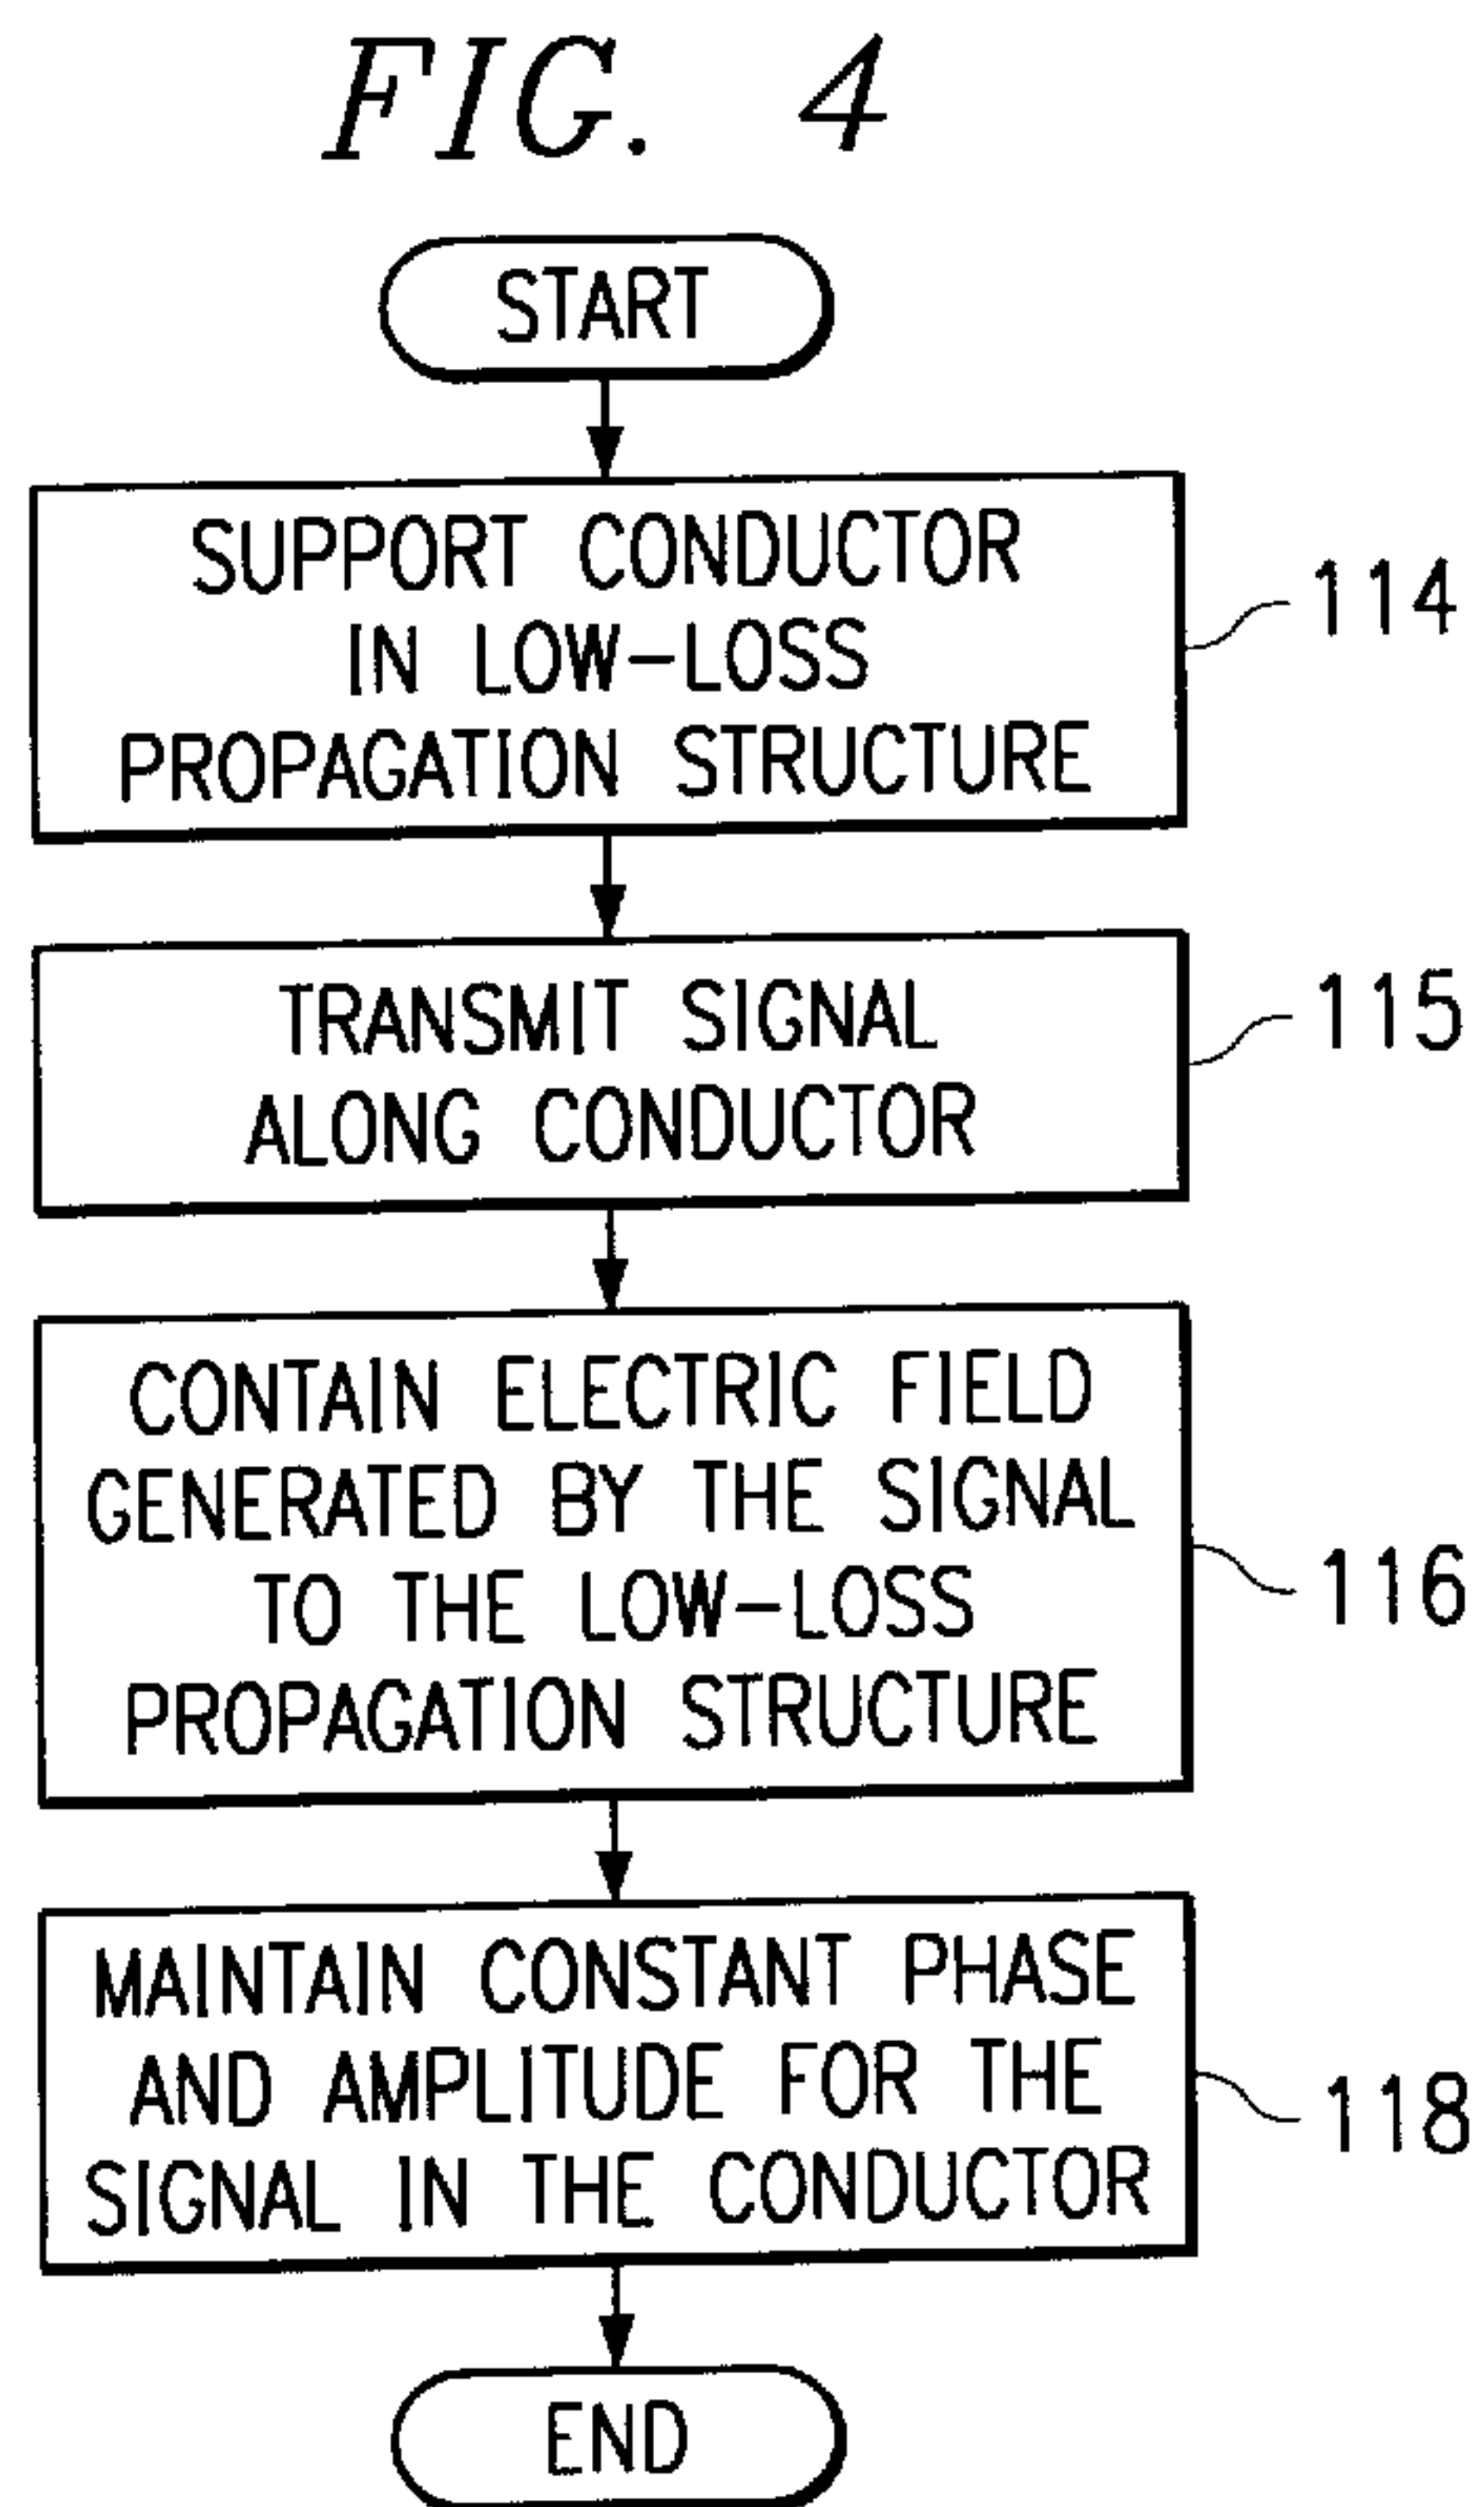 FIG. 4
START
SUPPORT CONDUCTOR
IN LOW-LOSS
PROPAGATION STRUCTURE
114
TRANSMIT SIGNAL
ALONG CONDUCTOR
115
CONTAIN ELECTRIC FIELD
GENERATED BY THE SIGNAL
TO THE LOW-LOSS
PROPAGATION STRUCTURE
116
MAINTAIN CONSTANT PHASE
AND AMPLITUDE FOR THE
SIGNAL IN THE CONDUCTOR
118
END